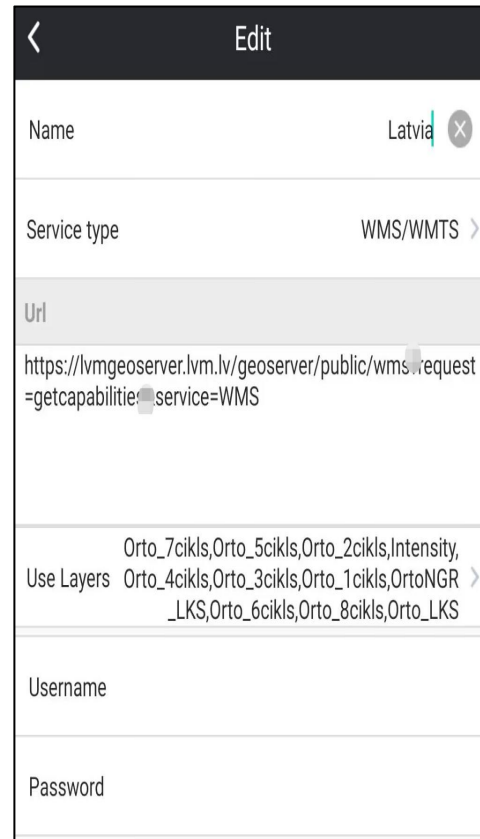 Edit
Name Latvia
Service type WMS/WMTS
Url
https://lvmgeoserver.lvm.lv/geoserver/public/wms request
=getcapabilities service=WMS
Orto_7cikls,Orto_5cikls,Orto_2cikls,Intensity,
Use Layers Orto_4cikls,Orto_3cikls,Orto_1cikls,OrtoNGR
_LKS,Orto_6cikls,Orto_8cikls,Orto_LKS
Username
Password